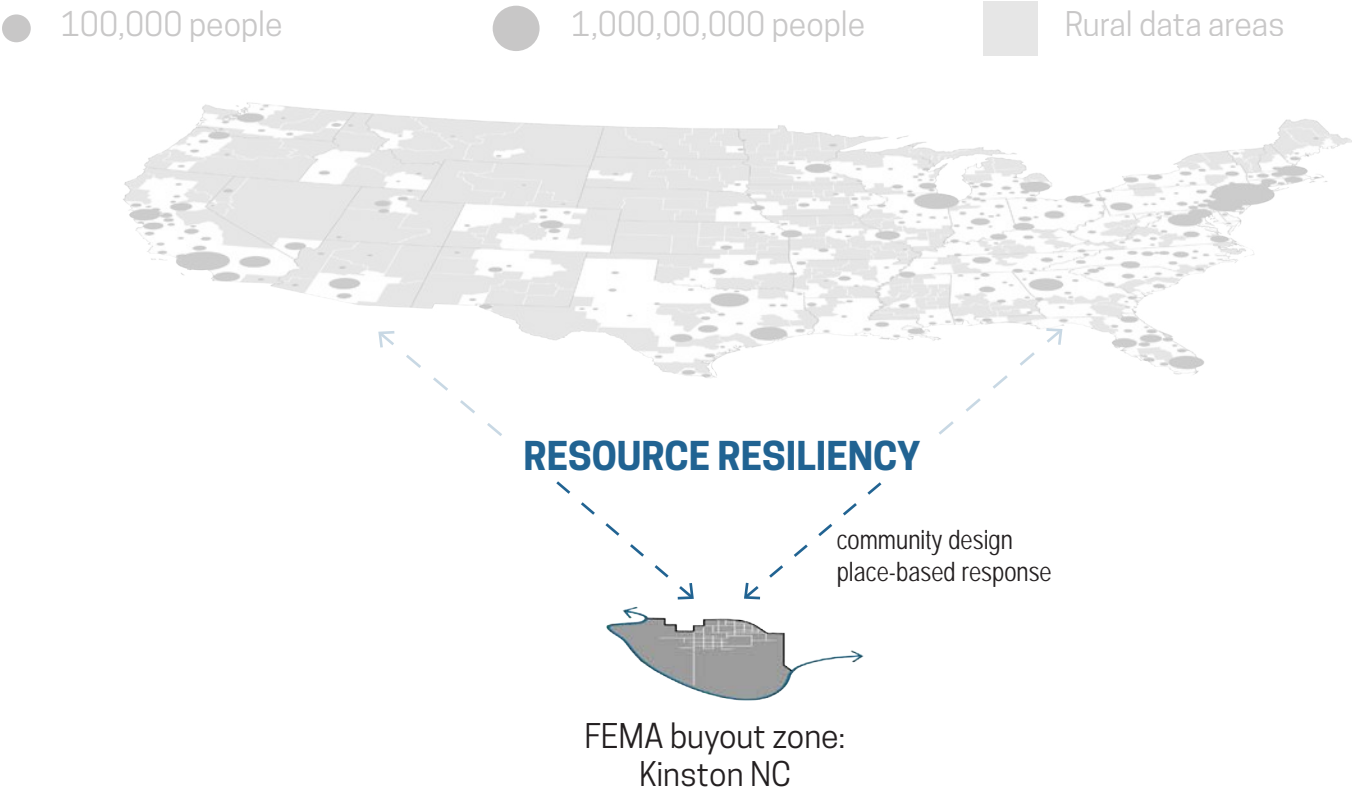 100,000 people
1,000,00,000 people
Rural data areas
RESOURCE RESILIENCY
community design
place-based response
FEMA buyout zone:
Kinston NC